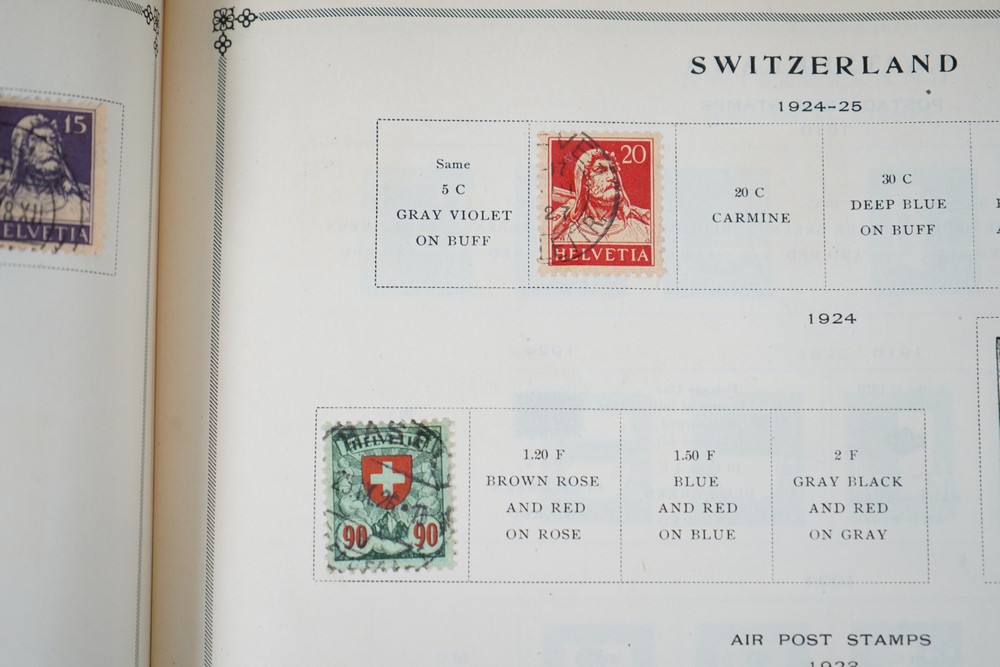 15
SWITZERLAND
1924-25
Same
5 C
GRAY VIOLET
ON BUFF
20
HELVETIA
20 C
CARMINE
30 C
DEEP BLUE
ON BUFF
1924
HELVETIA
90 90
1.20 F
BROWN ROSE
AND RED
ON ROSE
1.50 F
BLUE
AND RED
ON BLUE
2 F
GRAY BLACK
AND RED
ON GRAY
AIR POST STAMPS
1923